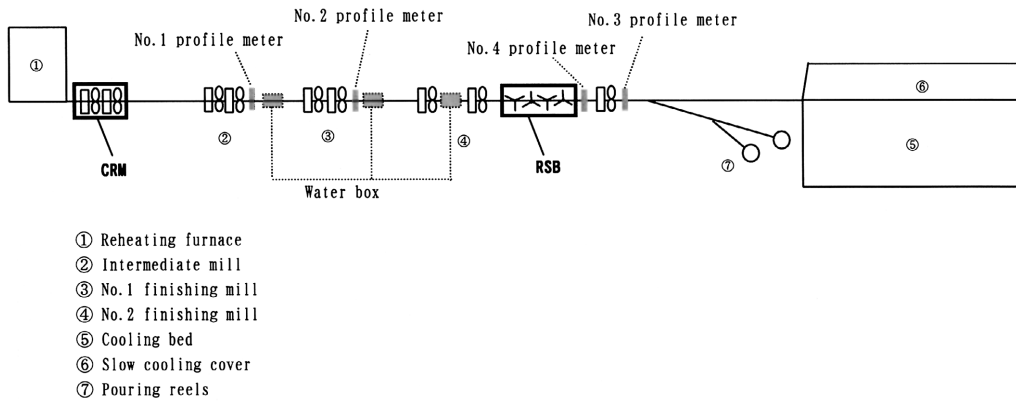 No.1 profile meter
No.2 profile meter
No.4 profile meter
No.3 profile meter
①
CRM
②
③
④
Water box
RSB
⑦
⑥
⑤
① Reheating furnace
② Intermediate mill
③ No.1 finishing mill
④ No.2 finishing mill
⑤ Cooling bed
⑥ Slow cooling cover
⑦ Pouring reels